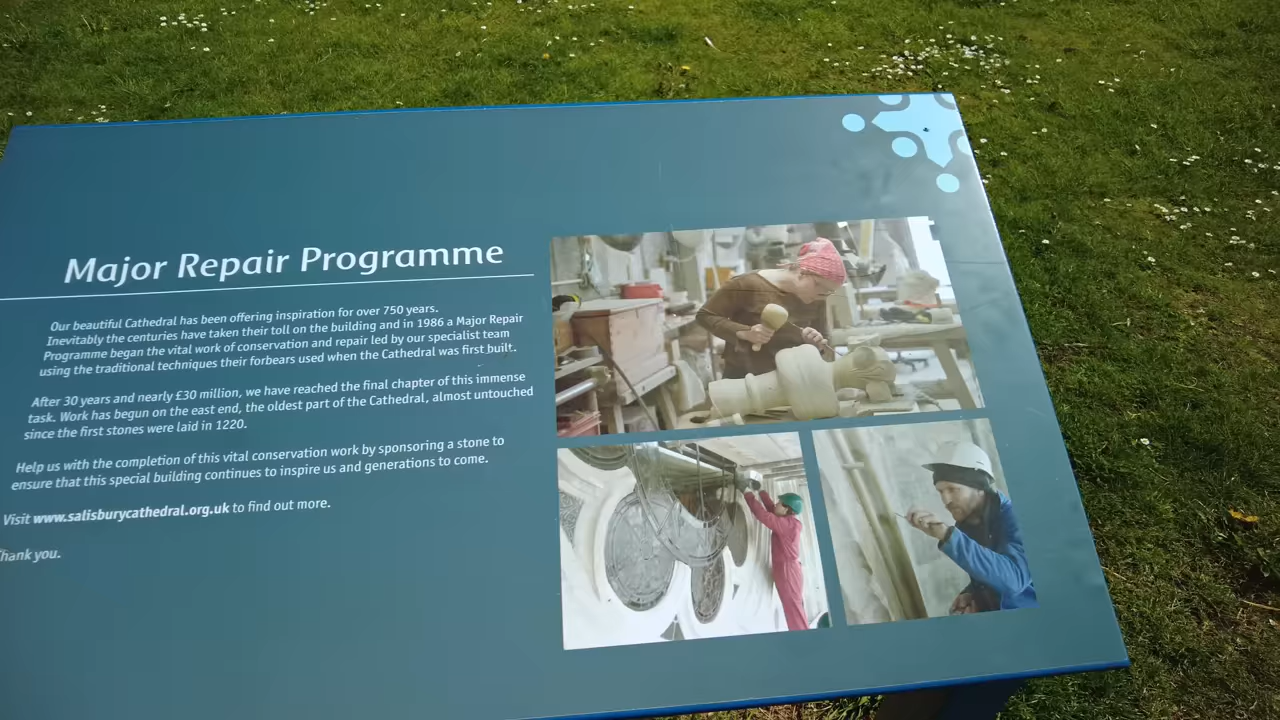 Major Repair Programme
Our beautiful Cathedral has been offering inspiration for over 750 years.
Inevitably the centuries have taken their toll on the building and in 1986 a Major Repair
Programme began the vital work of conservation and repair led by our specialist team
using the traditional techniques their forbears used when the Cathedral was first built.
After 30 years and nearly £30 million, we have reached the final chapter of this immense
task. Work has begun on the east end, the oldest part of the Cathedral, almost untouched
since the first stones were laid in 1220.
Help us with the completion of this vital conservation work by sponsoring a stone to
ensure that this special building continues to inspire us and generations to come.
Visit www.salisburycathedral.org.uk to find out more.
Thank you.